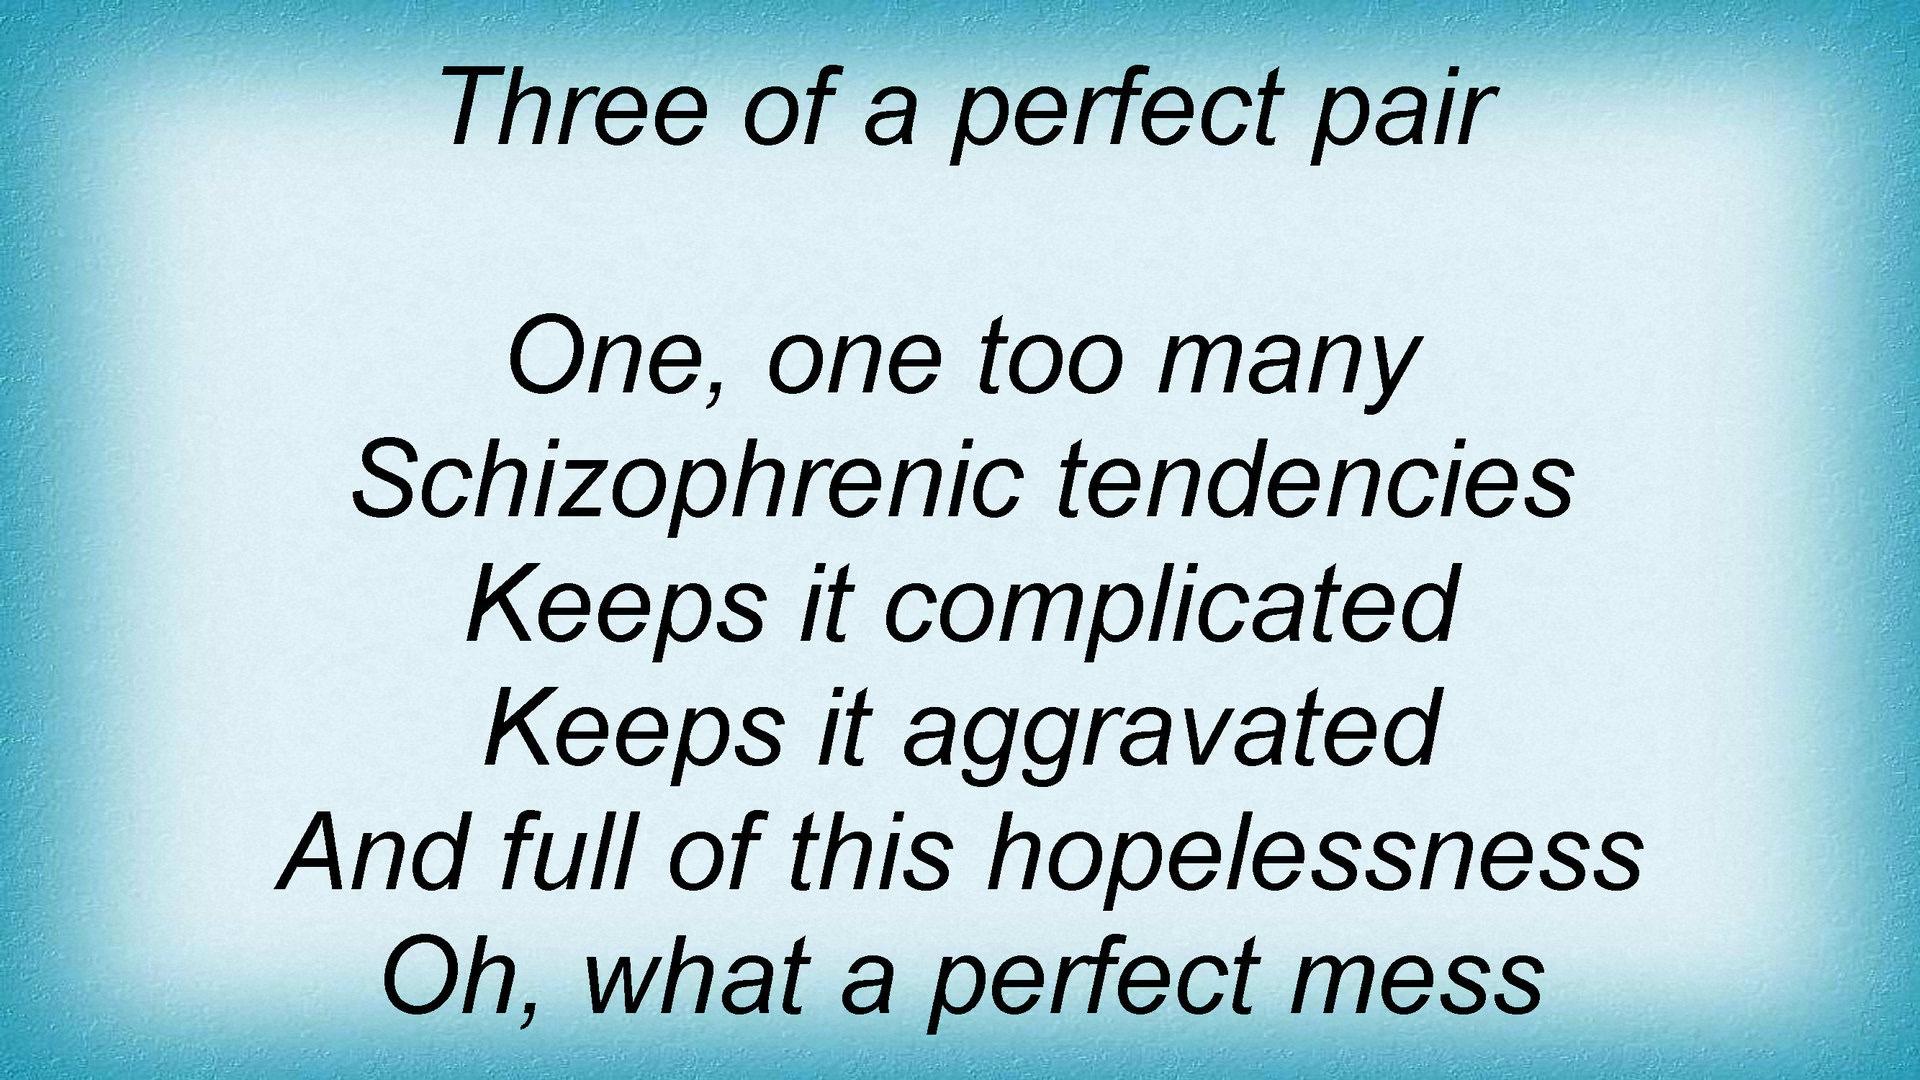 Three of a perfect pair
One, one too many
Schizophrenic tendencies
Keeps it complicated
Keeps it aggravated
And full of this hopelessness
Oh, what a perfect mess